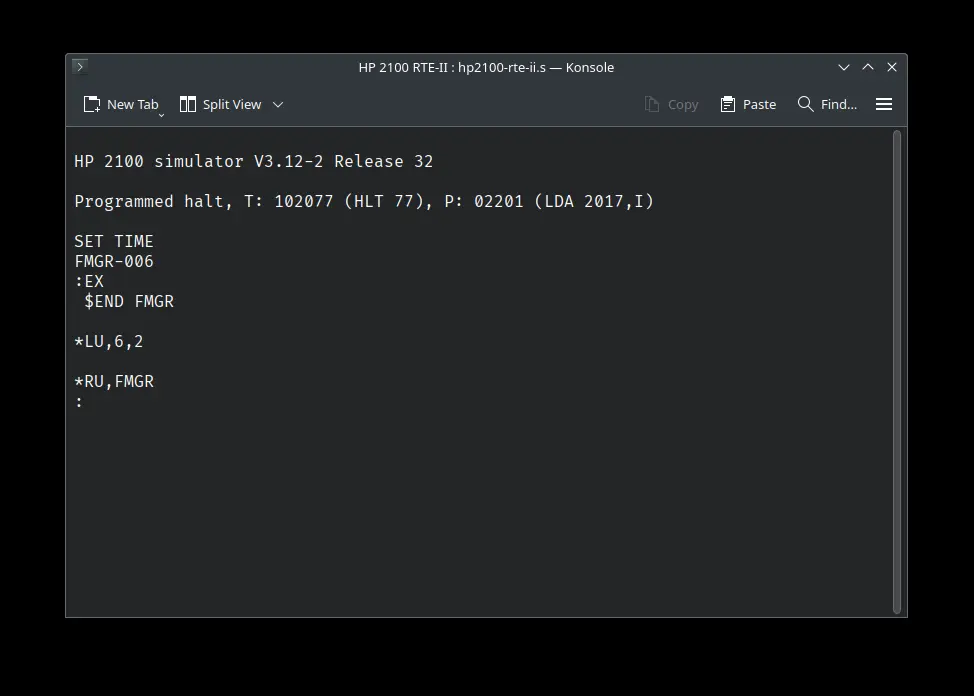 HP 2100 RTE-II : hp2100-rte-ii.s — Konsole
New Tab Split View Copy Paste Find...
HP 2100 simulator V3.12-2 Release 32
Programmed halt, T: 102077 (HLT 77), P: 02201 (LDA 2017,I)
SET TIME
FMGR-006
:EX
$END FMGR
*LU,6,2
*RU,FMGR
: